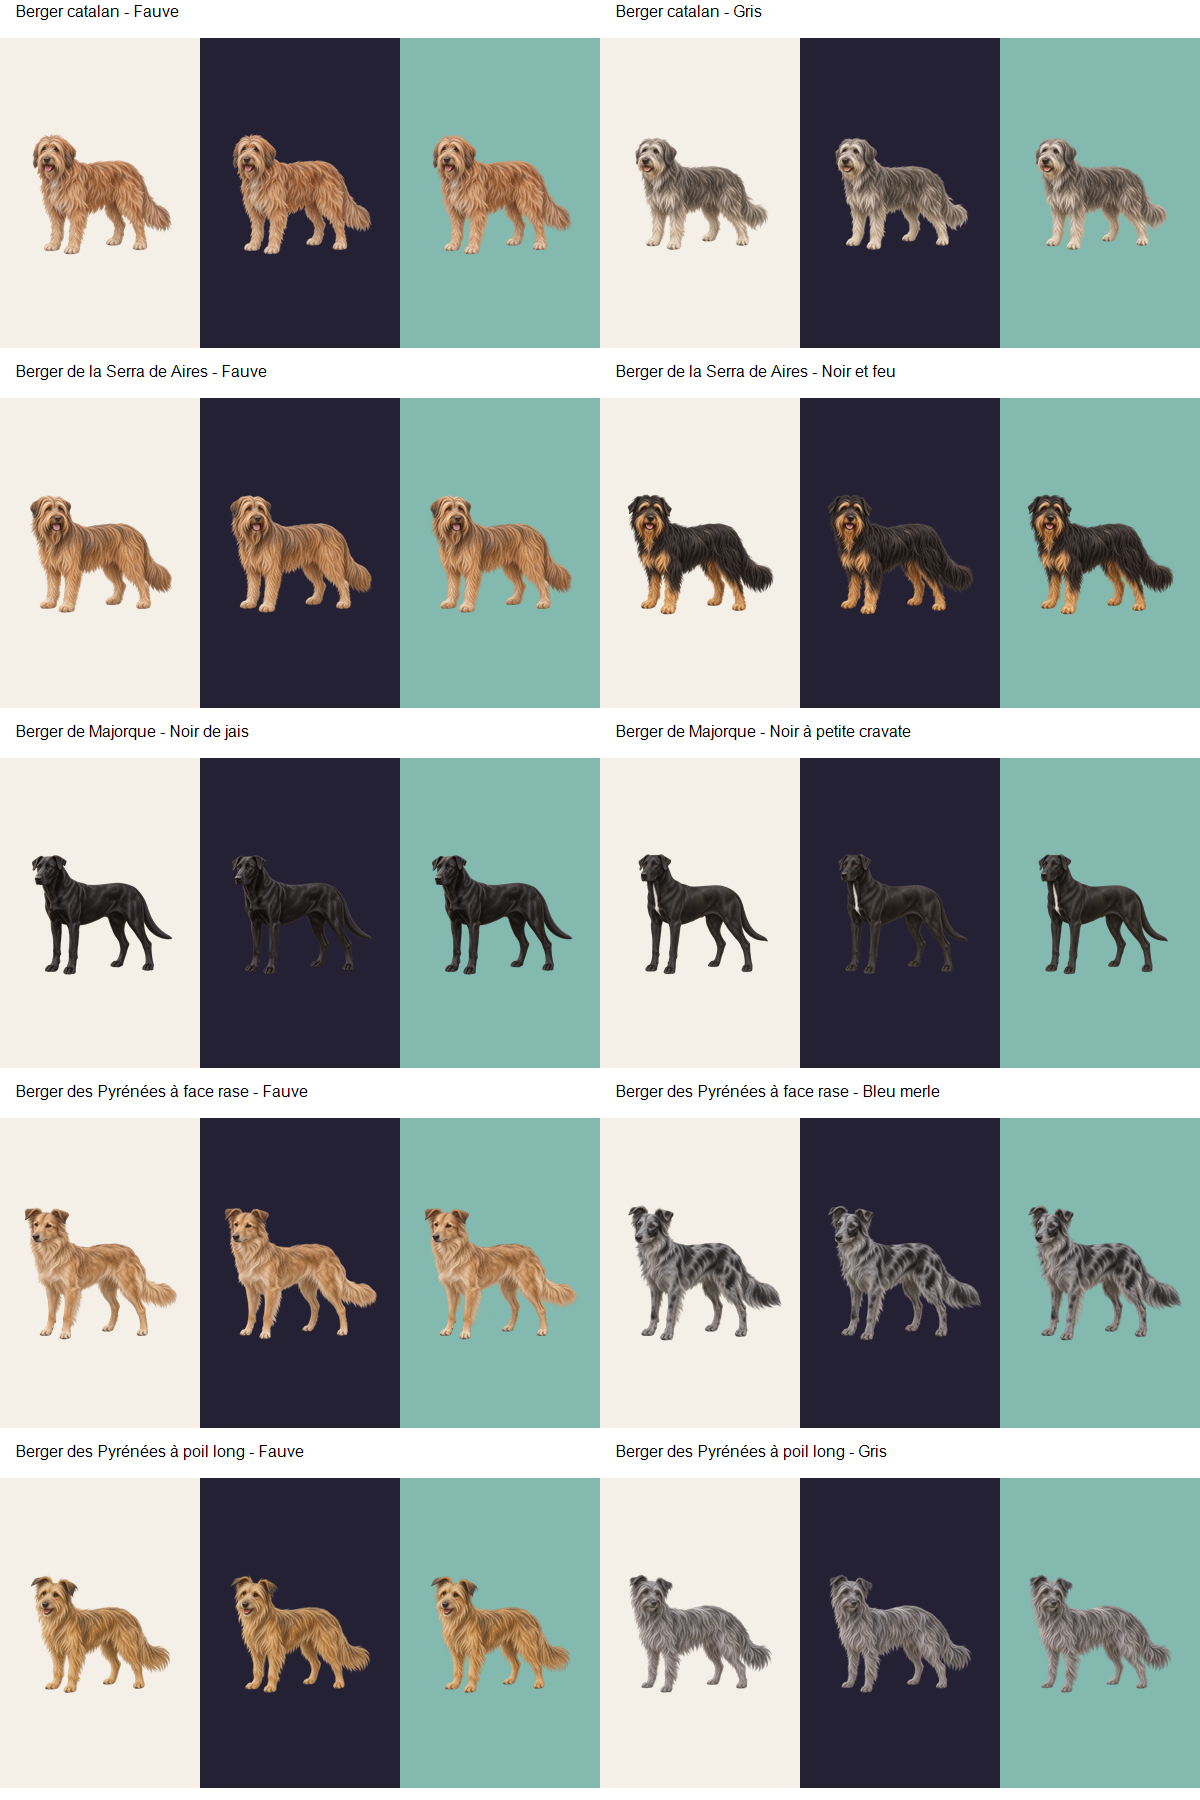 Berger catalan - Fauve
Berger catalan - Gris
Berger de la Serra de Aires - Fauve
Berger de la Serra de Aires - Noir et feu
Berger de Majorque - Noir de jais
Berger de Majorque - Noir à petite cravate
Berger des Pyrénées à face rase - Fauve
Berger des Pyrénées à face rase - Bleu merle
Berger des Pyrénées à poil long - Fauve
Berger des Pyrénées à poil long - Gris